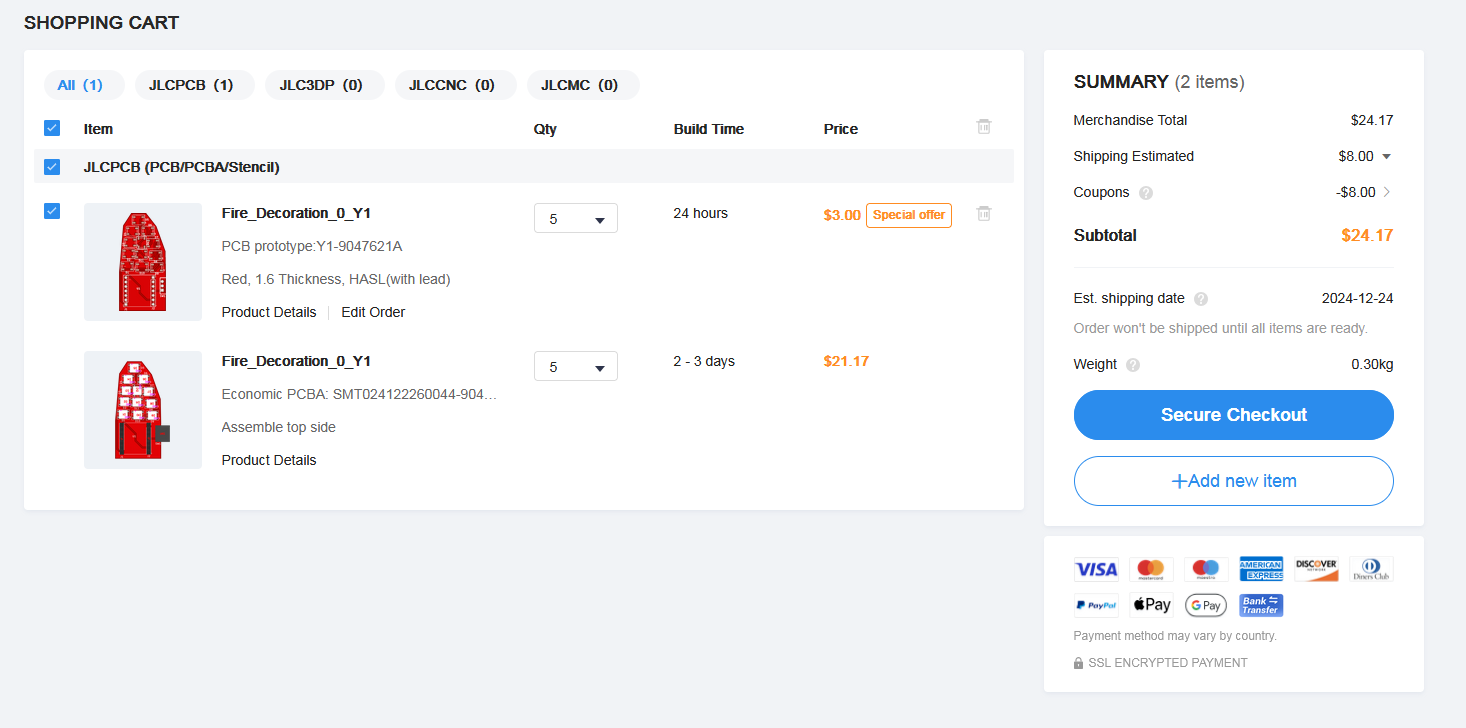 SHOPPING CART
All (1) JLCPCB (1) JLC3DP (0) JLCCNC (0) JLCMC (0)
Item Qty Build Time Price
JLCPCB (PCB/PCBA/Stencil)
Fire_Decoration_0_Y1 5 24 hours $3.00 Special offer
PCB prototype:Y1-9047621A
Red, 1.6 Thickness, HASL(with lead)
Product Details Edit Order
Fire_Decoration_0_Y1 5 2 - 3 days $21.17
Economic PCBA: SMT024122260044-904...
Assemble top side
Product Details
SUMMARY (2 items)
Merchandise Total $24.17
Shipping Estimated $8.00
Coupons ? -$8.00
Subtotal $24.17
Est. shipping date ? 2024-12-24
Order won't be shipped until all items are ready.
Weight ? 0.30kg
Secure Checkout
+Add new item
VISA mastercard maestro AMERICAN EXPRESS DISCOVER NETWORK Diners Club
PayPal Pay G Pay Bank Transfer
Payment method may vary by country.
SSL ENCRYPTED PAYMENT